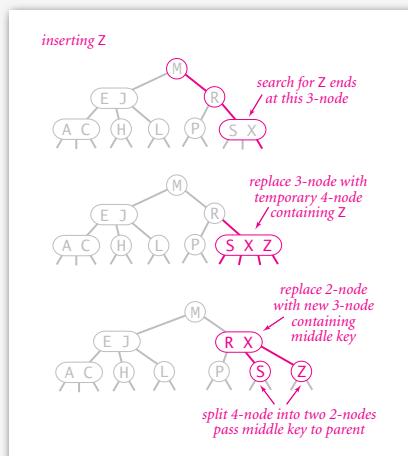 inserting Z
M
E J
R
search for Z ends
at this 3-node
A C
H
L
P
S X
M
E J
R
replace 3-node with
temporary 4-node
containing Z
A C
H
L
P
S X Z
M
E J
R X
replace 2-node
with new 3-node
containing
middle key
A C
H
L
P
S
Z
split 4-node into two 2-nodes
pass middle key to parent